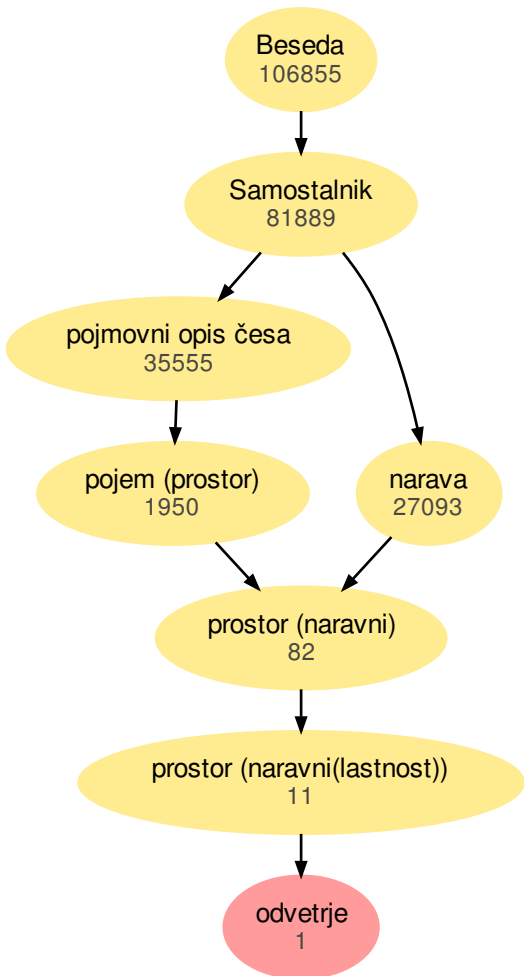 Beseda
106855
Samostalnik
81889
pojmovni opis česa
35555
pojem (prostor)
1950
narava
27093
prostor (naravni)
82
prostor (naravni(lastnost))
11
odvetrje
1